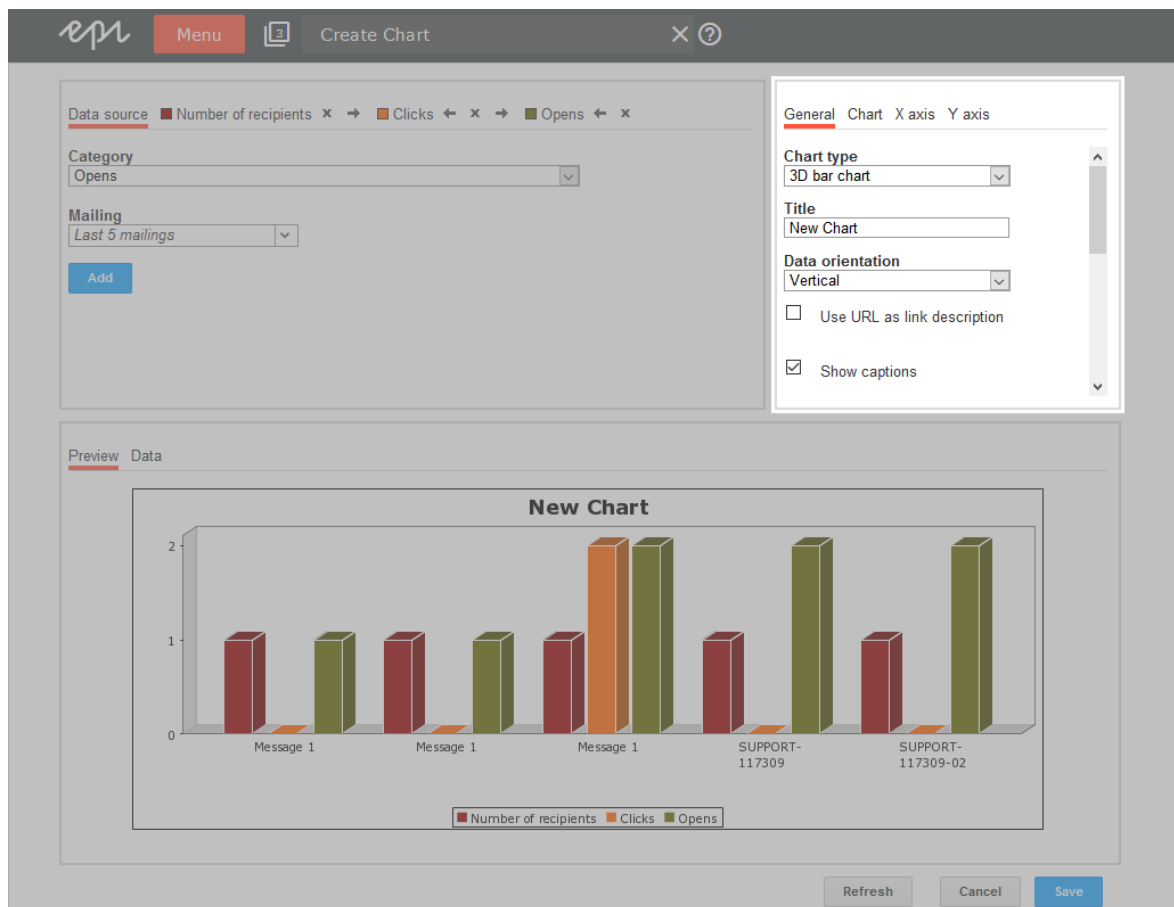 epi Menu 3 Create Chart
Data source Number of recipients x → Clicks ← x → Opens ← x
Category
Opens
Mailing
Last 5 mailings
Add
General Chart X axis Y axis
Chart type
3D bar chart
Title
New Chart
Data orientation
Vertical
Use URL as link description
Show captions
Preview Data
New Chart
2
1
0
Message 1 Message 1 Message 1 SUPPORT- SUPPORT-
117309 117309-02
Number of recipients Clicks Opens
Refresh Cancel Save